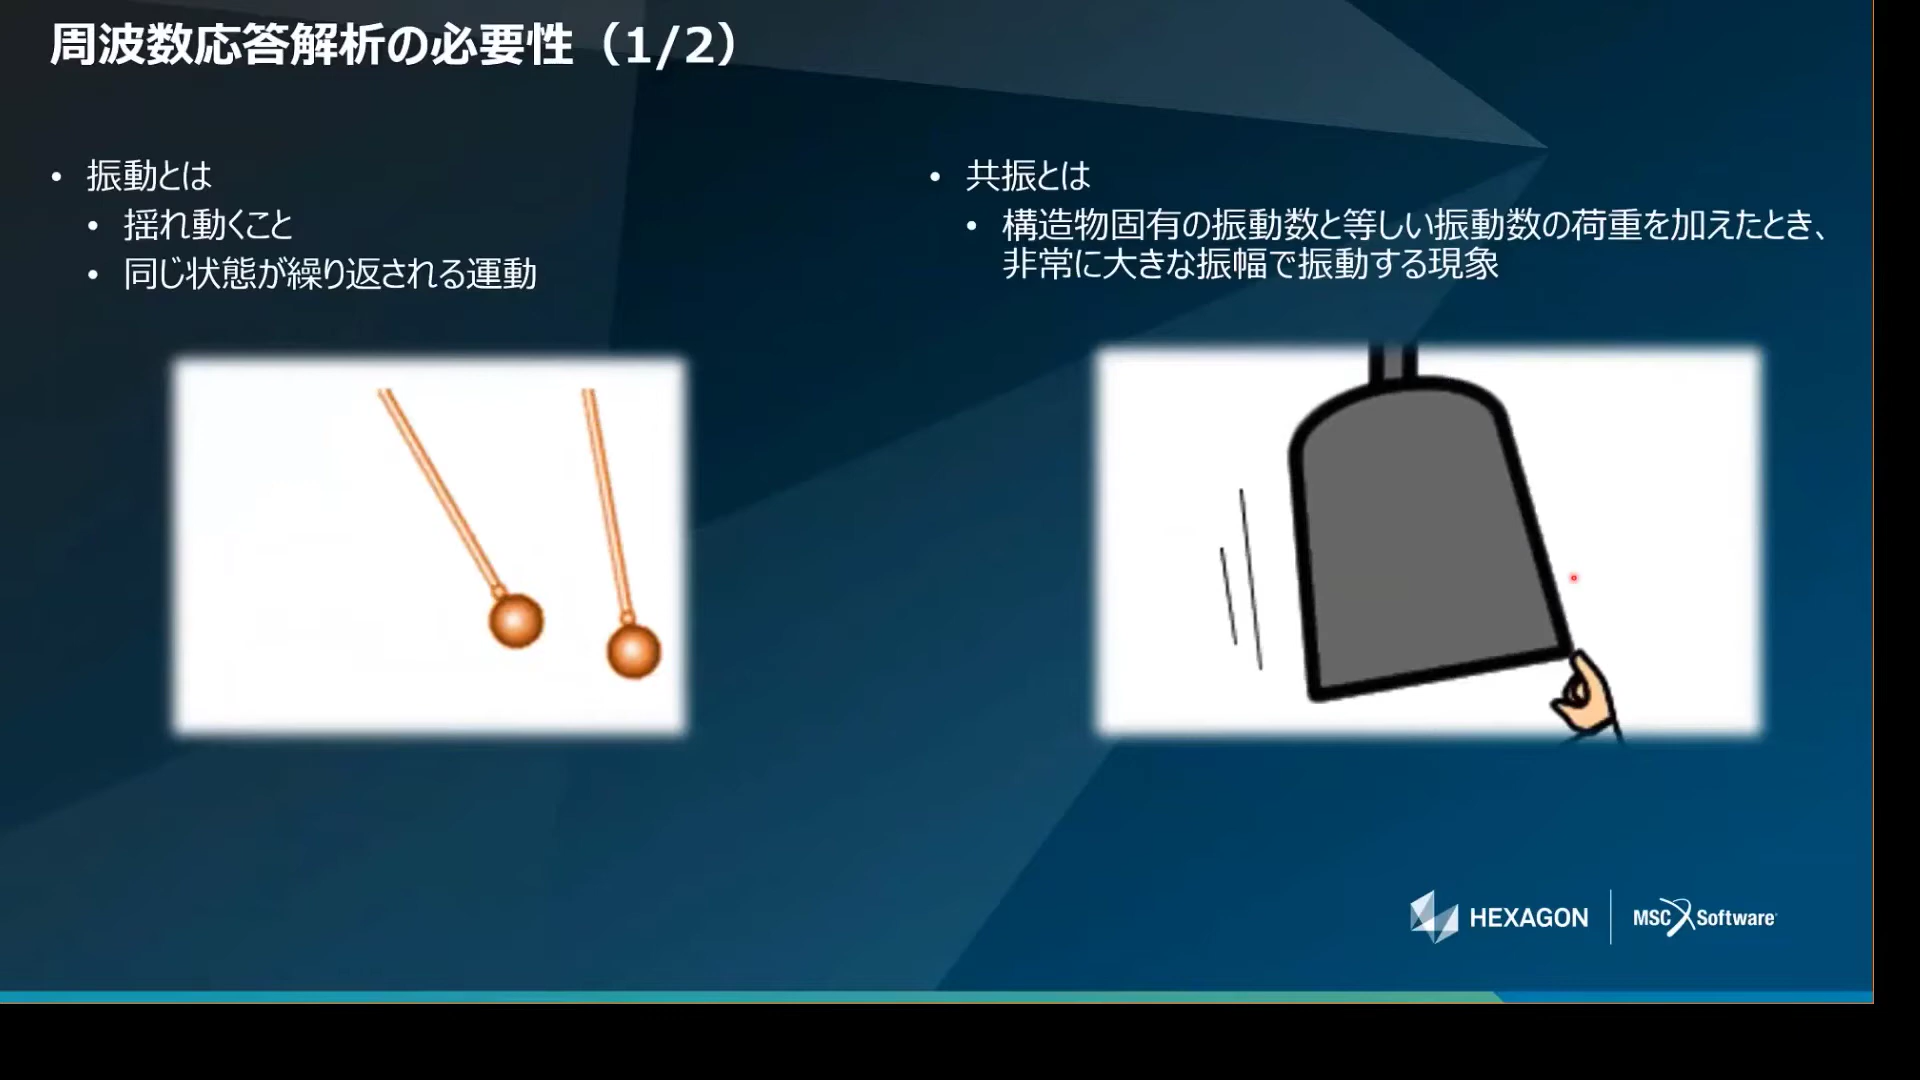 周波数応答解析の必要性（1/2）
• 振動とは
• 揺れ動くこと
• 同じ状態が繰り返される運動
• 共振とは
• 構造物固有の振動数と等しい振動数の荷重を加えたとき、
非常に大きな振幅で振動する現象
HEXAGON
MSC Software